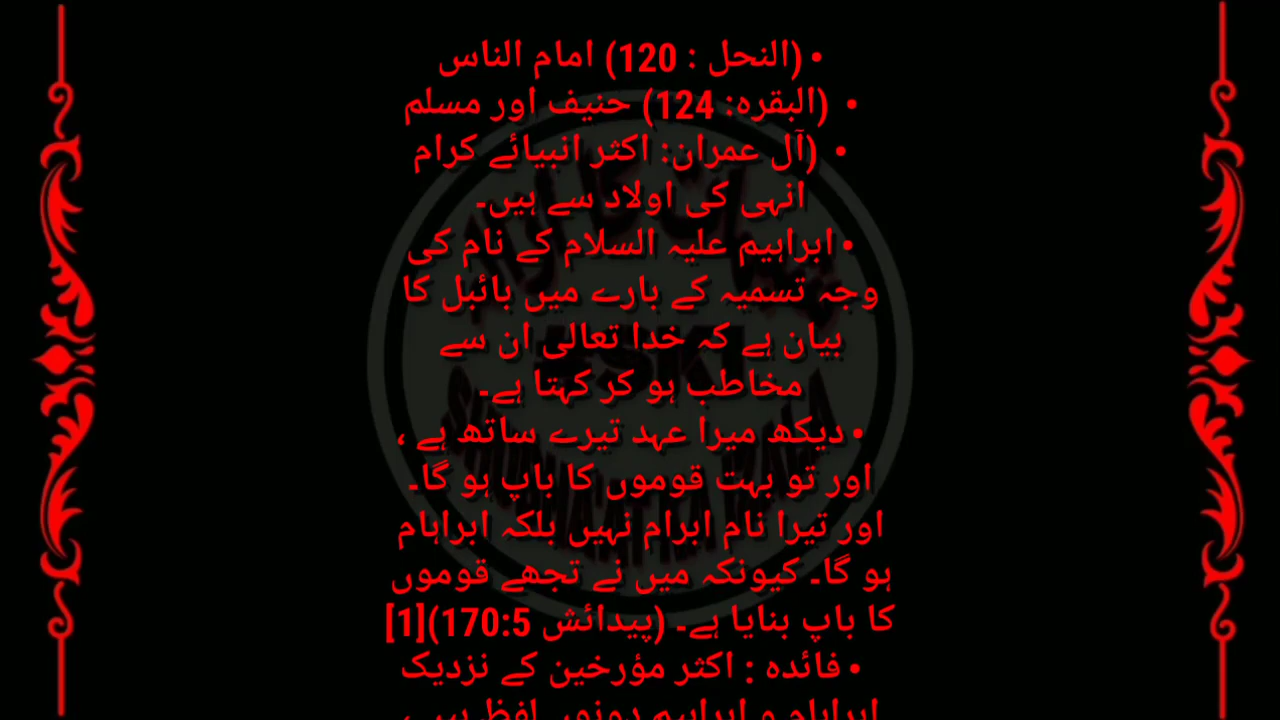 • (النحل : 120) امام الناس
• (البقرہ: 124) حنیف اور مسلم
• (آل عمران: اکثر انبیائے کرام
انہی کی اولاد سے ہیں۔
• ابراہیم علیہ السلام کے نام کی
وجہ تسمیہ کے بارے میں بائبل کا
بیان ہے کہ خدا تعالی ان سے
مخاطب ہو کر کہتا ہے۔
• دیکھ میرا عہد تیرے ساتھ ہے ،
اور تو بہت قوموں کا باپ ہو گا۔
اور تیرا نام ابرام نہیں بلکہ ابراہام
ہو گا۔ کیونکہ میں نے تجھے قوموں
کا باپ بنایا ہے۔ (پیدائش 170:5)[1]
• فائدہ : اکثر مؤرخین کے نزدیک
ابراہام و ابراہیم دونوں لفظ